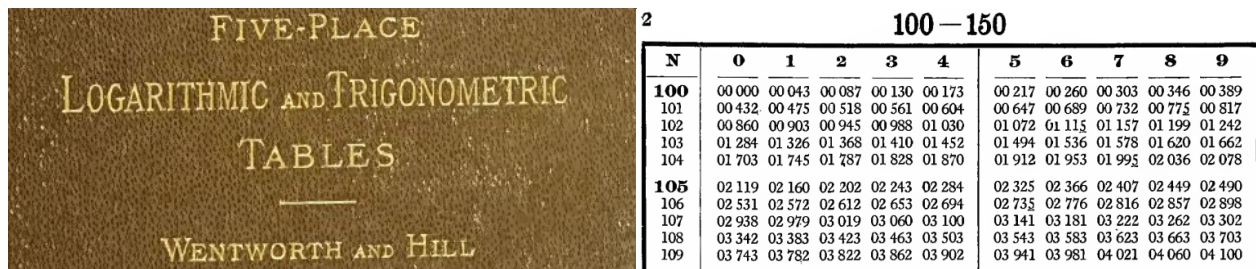 FIVE-PLACE
LOGARITHMIC AND TRIGONOMETRIC
TABLES
WENTWORTH AND HILL
2
100 — 150
N 0 1 2 3 4 5 6 7 8 9
100 00 000 00 043 00 087 00 130 00 173 00 217 00 260 00 303 00 346 00 389
101 00 432 00 475 00 518 00 561 00 604 00 647 00 689 00 732 00 775 00 817
102 00 860 00 903 00 945 00 988 01 030 01 072 01 115 01 157 01 199 01 242
103 01 284 01 326 01 368 01 410 01 452 01 494 01 536 01 578 01 620 01 662
104 01 703 01 745 01 787 01 828 01 870 01 912 01 953 01 995 02 036 02 078
105 02 119 02 160 02 202 02 243 02 284 02 325 02 366 02 407 02 449 02 490
106 02 531 02 572 02 612 02 653 02 694 02 735 02 776 02 816 02 857 02 898
107 02 938 02 979 03 019 03 060 03 100 03 141 03 181 03 222 03 262 03 302
108 03 342 03 383 03 423 03 463 03 503 03 543 03 583 03 623 03 663 03 703
109 03 743 03 782 03 822 03 862 03 902 03 941 03 981 04 021 04 060 04 100